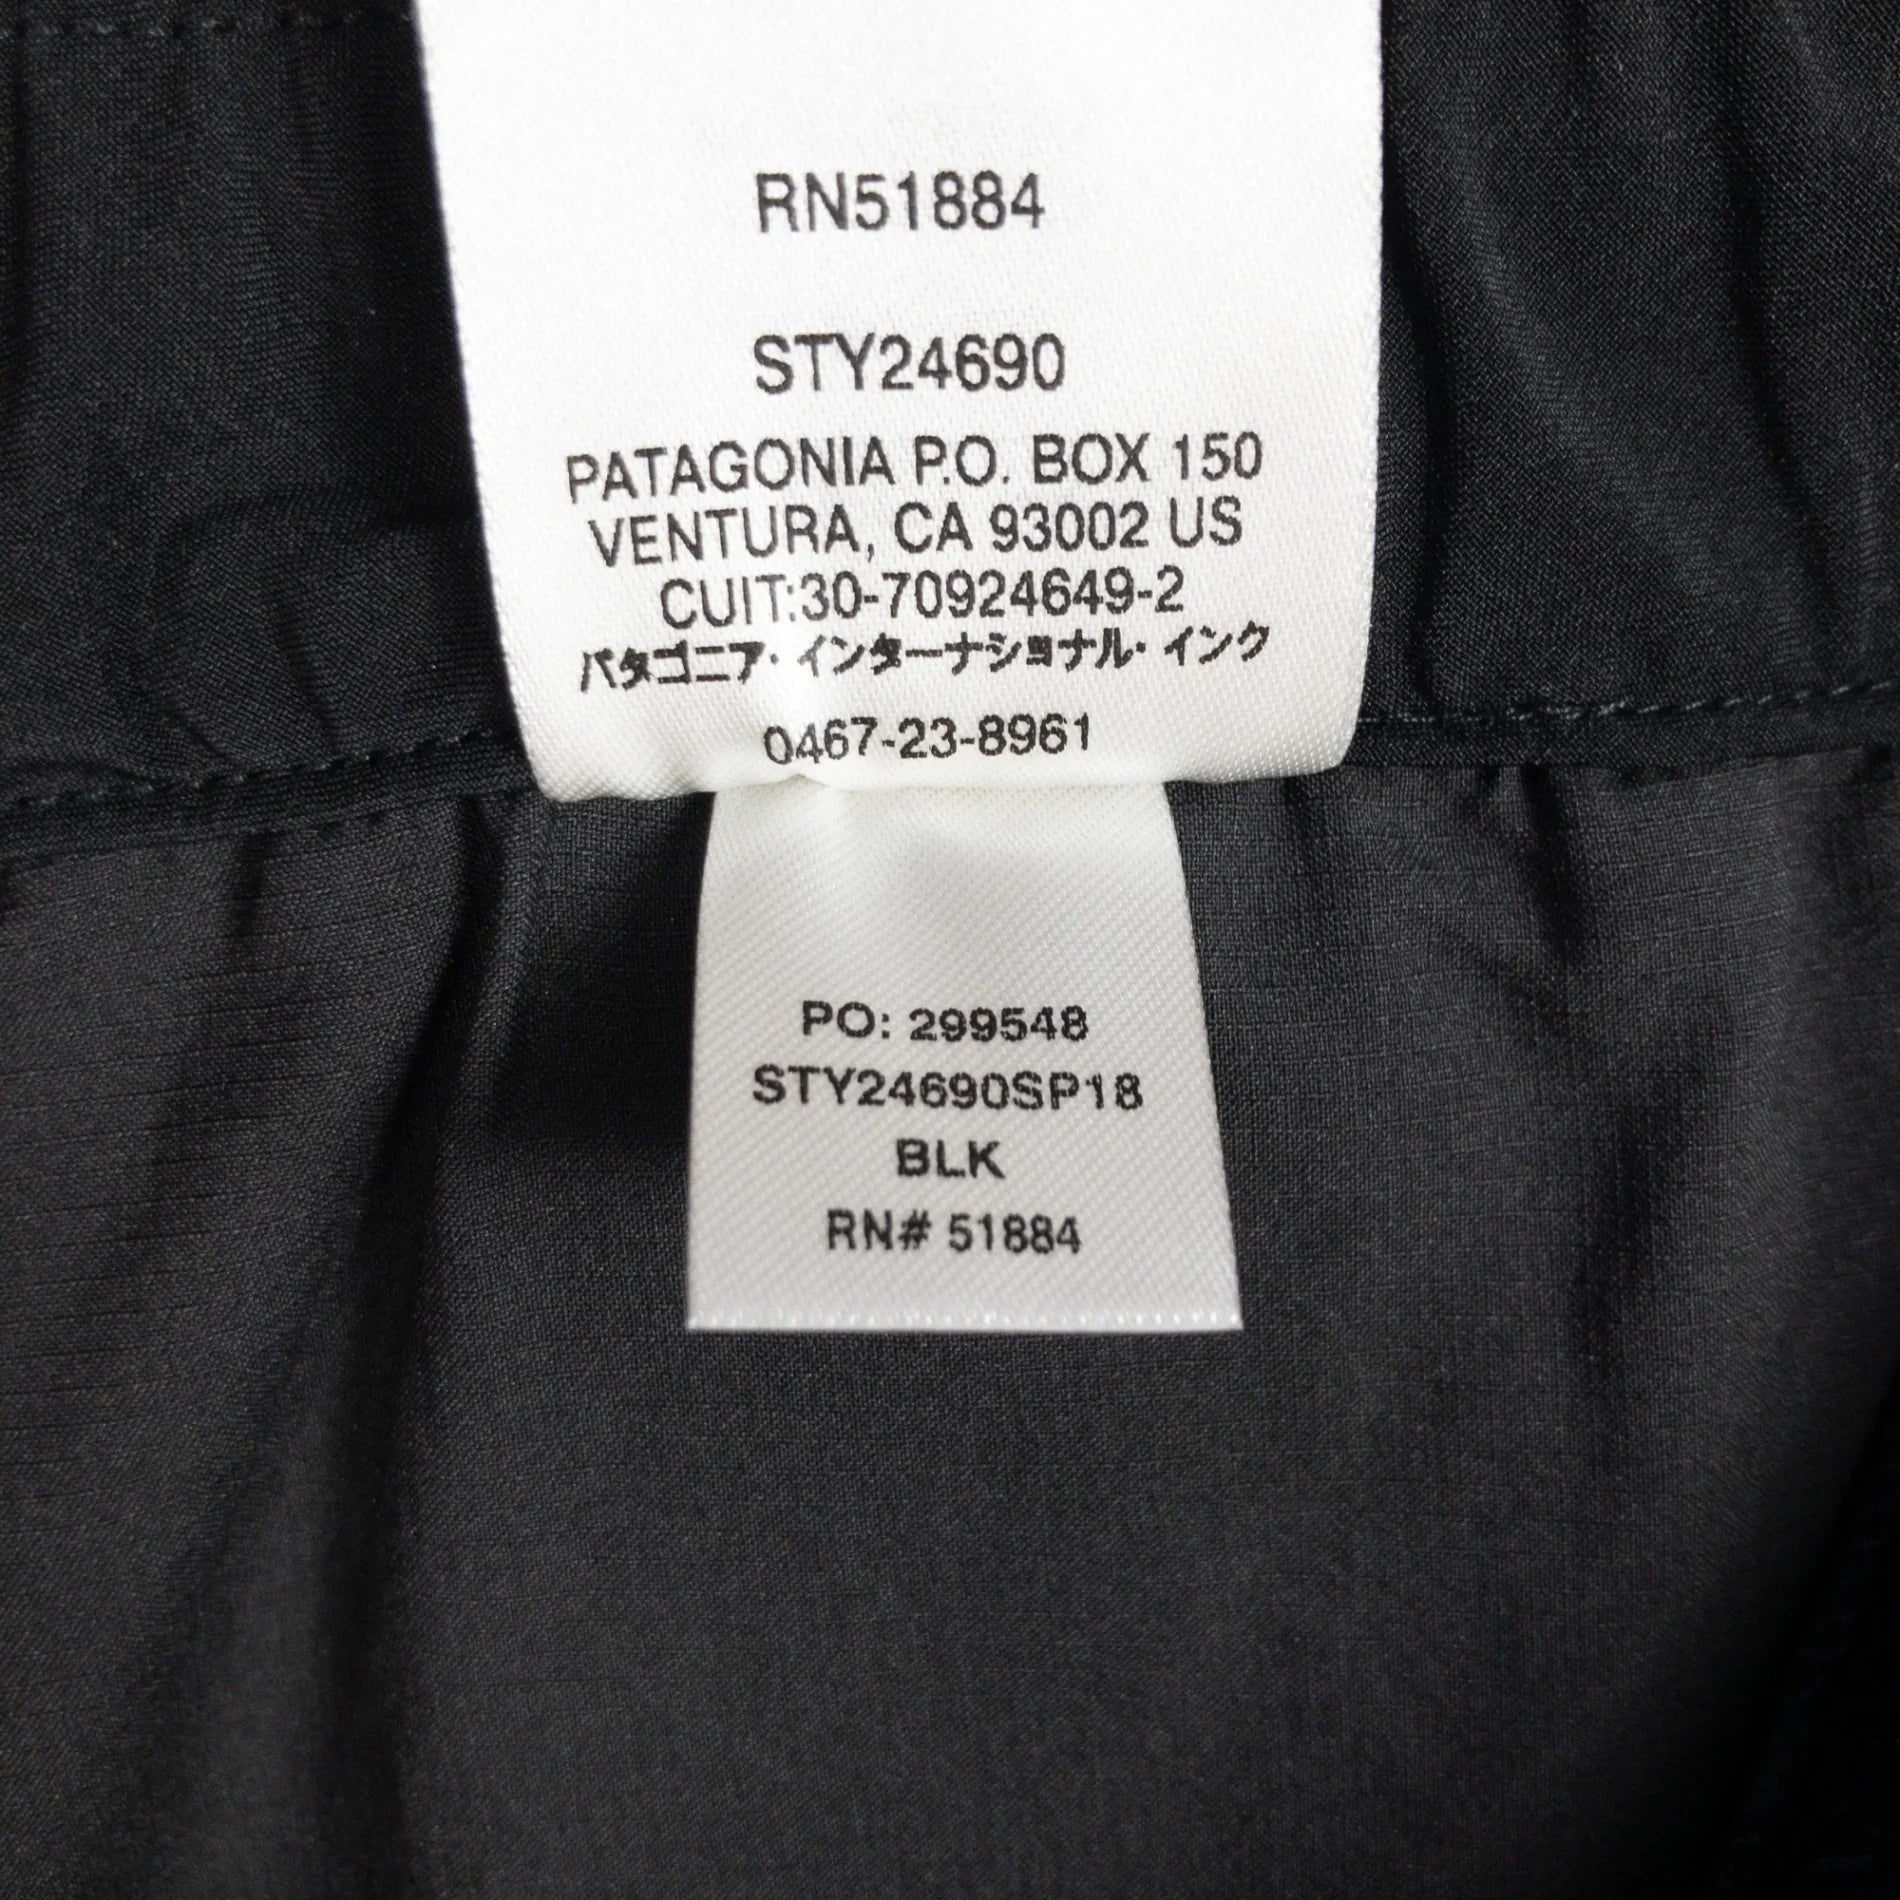 RN51884
STY24690
PATAGONIA P.O. BOX 150
VENTURA, CA 93002 US
CUIT:30-70924649-2
パタゴニア・インターナショナル・インク
0467-23-8961
PO: 299548
STY24690SP18
BLK
RN# 51884